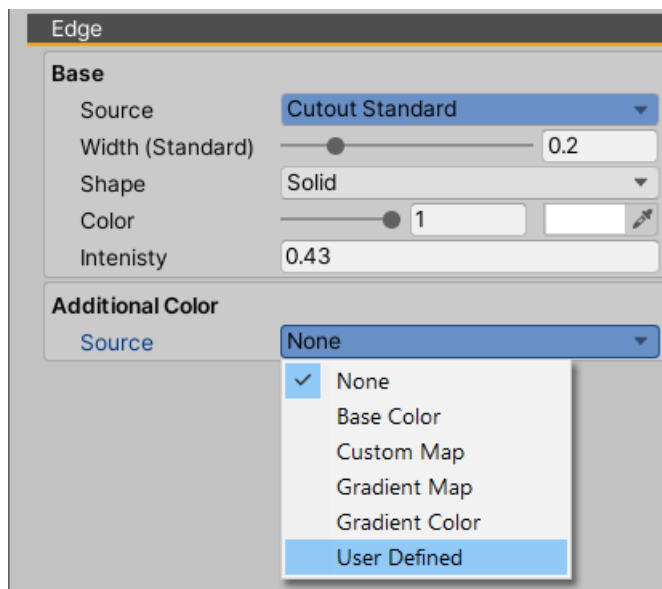 Edge
Base
Source Cutout Standard
Width (Standard) 0.2
Shape Solid
Color 1
Intenisty 0.43
Additional Color
Source None
None
Base Color
Custom Map
Gradient Map
Gradient Color
User Defined